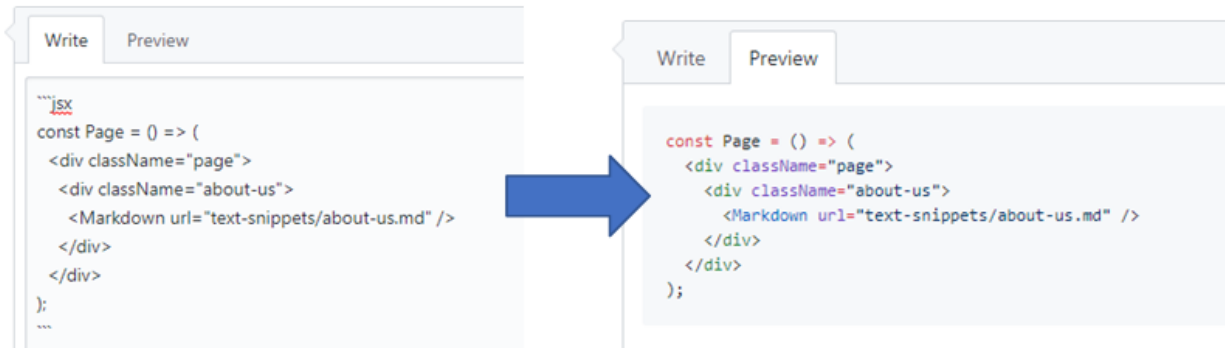 Write Preview
```jsx
const Page = () => (
  <div className="page">
    <div className="about-us">
      <Markdown url="text-snippets/about-us.md" />
    </div>
  </div>
);
```
Write Preview
const Page = () => (
  <div className="page">
    <div className="about-us">
      <Markdown url="text-snippets/about-us.md" />
    </div>
  </div>
);